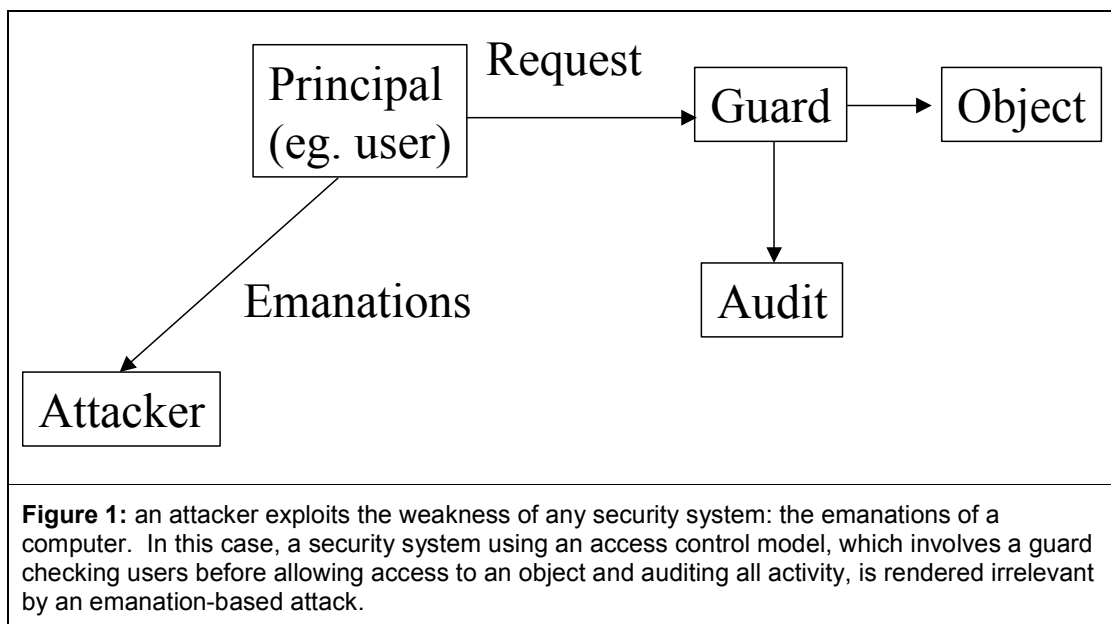 Principal
(eg. user)
Request
Guard
Object
Emanations
Audit
Attacker
Figure 1: an attacker exploits the weakness of any security system: the emanations of a
computer. In this case, a security system using an access control model, which involves a guard
checking users before allowing access to an object and auditing all activity, is rendered irrelevant
by an emanation-based attack.